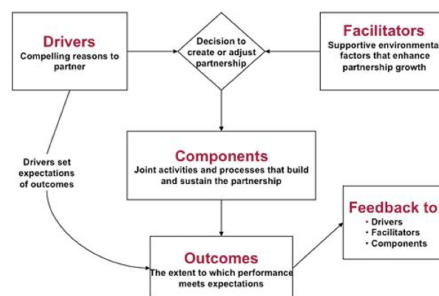 Drivers
Compelling reasons to
partner
Decision to
create or adjust
partnership
Facilitators
Supportive environmental
factors that enhance
partnership growth
Components
Joint activities and processes that build
and sustain the partnership
Drivers set
expectations
of outcomes
Feedback to
• Drivers
• Facilitators
• Components
Outcomes
The extent to which performance
meets expectations